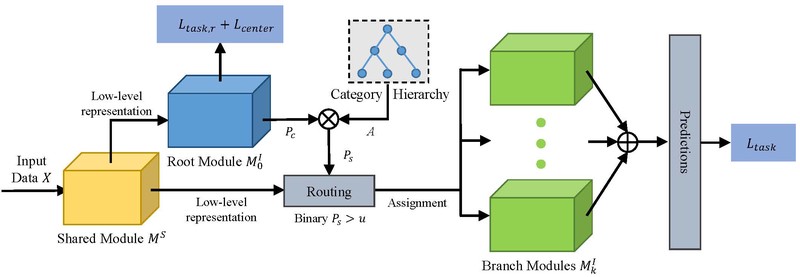 L_{task,r} + L_{center}
Low-level
representation
Category Hierarchy
P_c
A
Root Module M_0^I
P_s
Input
Data X
Low-level
representation
Routing
Binary P_s > u
Assignment
Shared Module M^S
Branch Modules M_k^I
Predictions
L_{task}